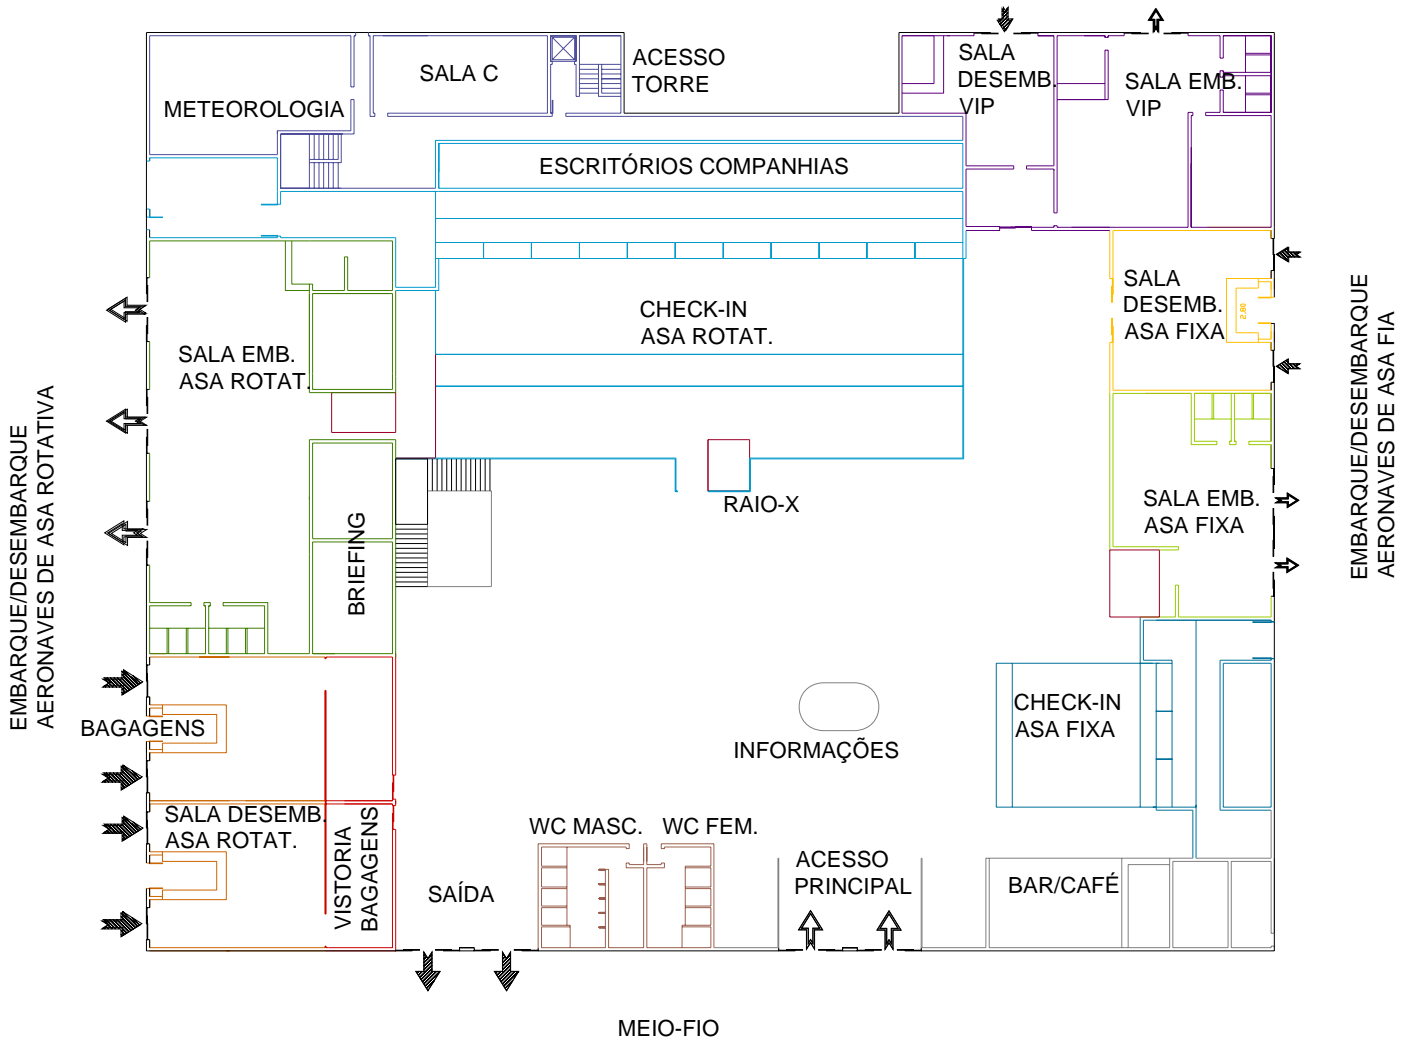 ACESSO
TORRE
SALA C
METEOROLOGIA
SALA
DESEMB.
VIP
SALA EMB.
VIP
ESCRITÓRIOS COMPANHIAS
CHECK-IN
ASA ROTAT.
SALA
DESEMB.
ASA FIXA
2.80
SALA EMB.
ASA ROTAT.
EMBARQUE/DESEMBARQUE
AERONAVES DE ASA ROTATIVA
EMBARQUE/DESEMBARQUE
AERONAVES DE ASA FIA
RAIO-X
SALA EMB.
ASA FIXA
BRIEFING
BAGAGENS
CHECK-IN
ASA FIXA
INFORMAÇÕES
SALA DESEMB.
ASA ROTAT.
VISTORIA
BAGAGENS
WC MASC.
WC FEM.
SAÍDA
ACESSO
PRINCIPAL
BAR/CAFÉ
MEIO-FIO